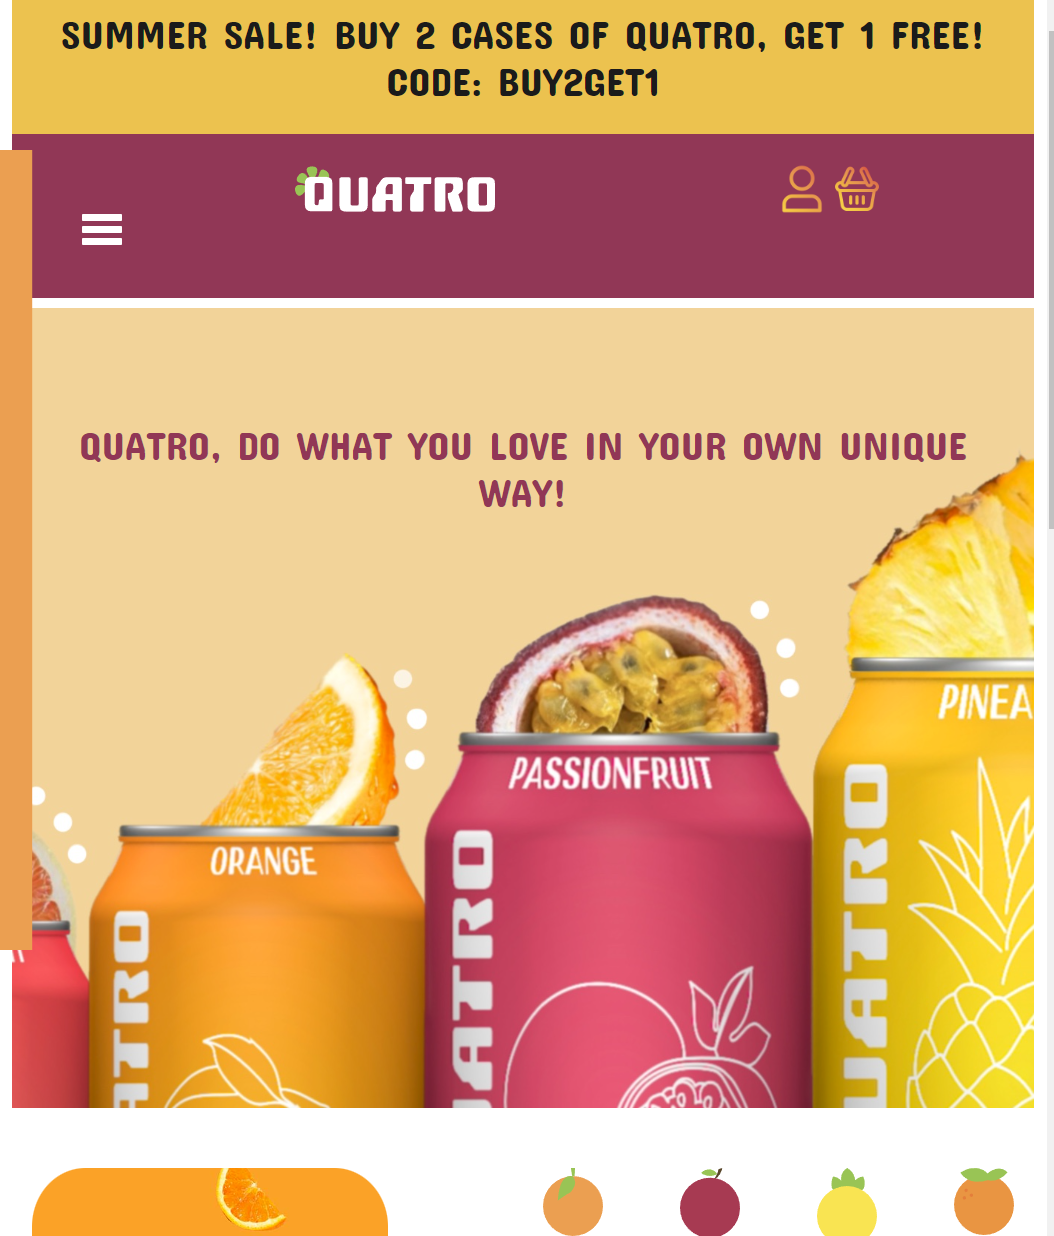 SUMMER SALE! BUY 2 CASES OF QUATRO, GET 1 FREE!
CODE: BUY2GET1
QUATRO
QUATRO, DO WHAT YOU LOVE IN YOUR OWN UNIQUE
WAY!
PINEA
PASSIONFRUIT
ORANGE
UATRO
UATRO
ATRO